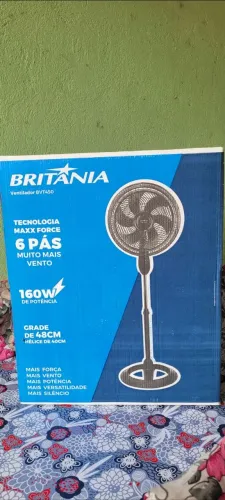 BRITANIA
Ventilador BVT450
TECNOLOGIA
MAXX FORCE
6 PÁS
MUITO MAIS
VENTO
160W
DE POTÊNCIA
GRADE
DE 48CM
HÉLICE DE 40CM
MAIS FORÇA
MAIS VENTO
MAIS POTÊNCIA
MAIS VERSATILIDADE
MAIS SILÊNCIO